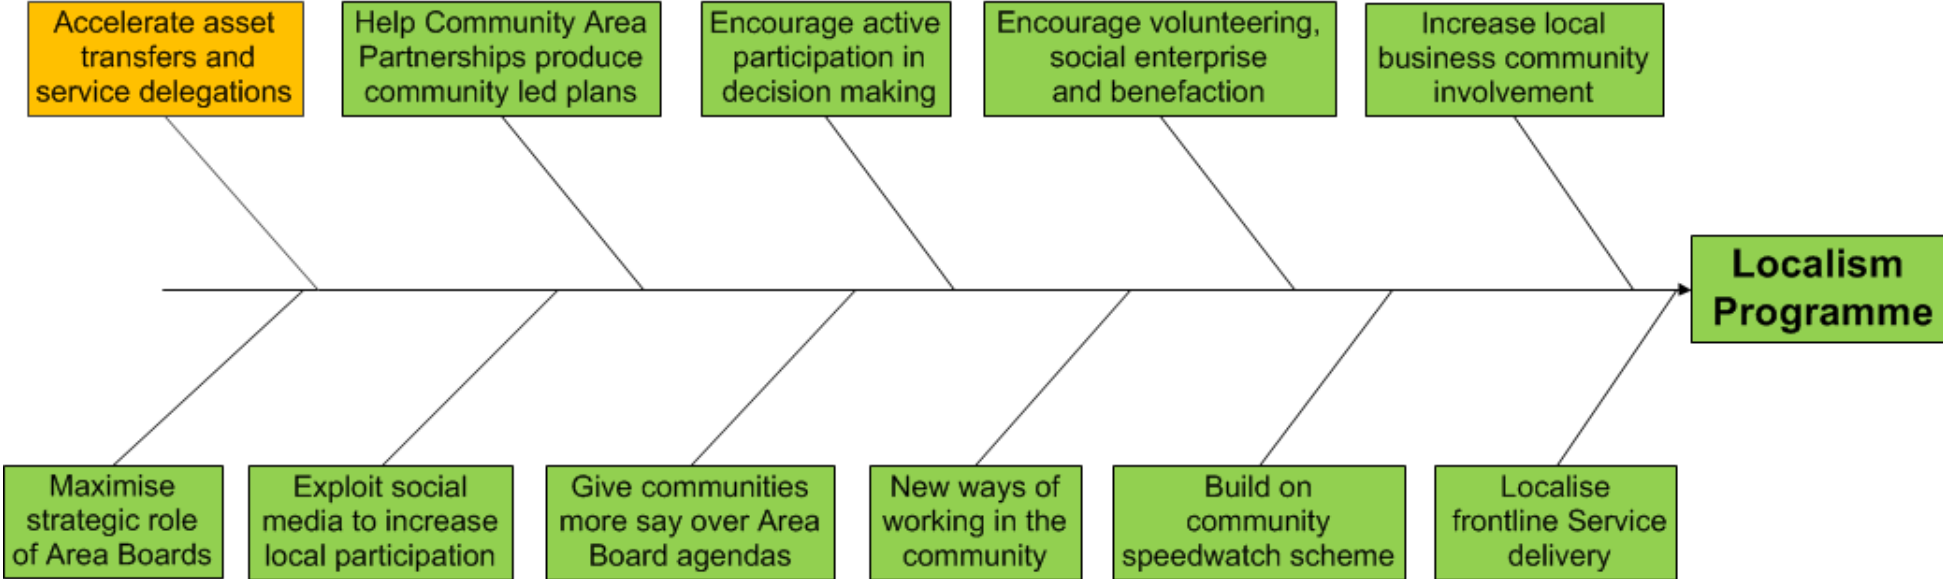 Accelerate asset
transfers and
service delegations
Help Community Area
Partnerships produce
community led plans
Encourage active
participation in
decision making
Encourage volunteering,
social enterprise
and benefaction
Increase local
business community
involvement
Localism
Programme
Maximise
strategic role
of Area Boards
Exploit social
media to increase
local participation
Give communities
more say over Area
Board agendas
New ways of
working in the
community
Build on
community
speedwatch scheme
Localise
frontline Service
delivery